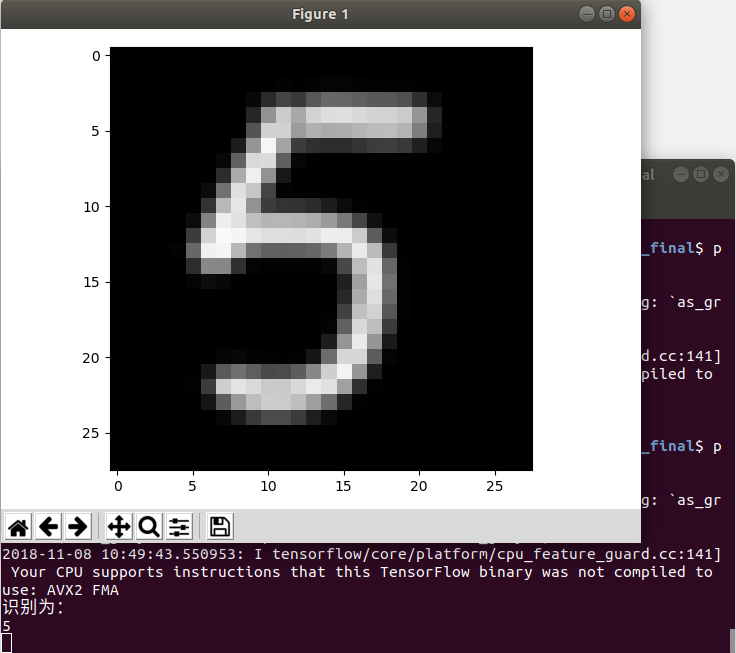 Figure 1
0
5
10
15
20
25
0 5 10 15 20 25
5
al
_final$ p
g: `as_gr
d.cc:141]
piled to
_final$ p
g: `as_gr
2018-11-08 10:49:43.550953: I tensorflow/core/platform/cpu_feature_guard.cc:141]
Your CPU supports instructions that this TensorFlow binary was not compiled to
use: AVX2 FMA
识别为:
5